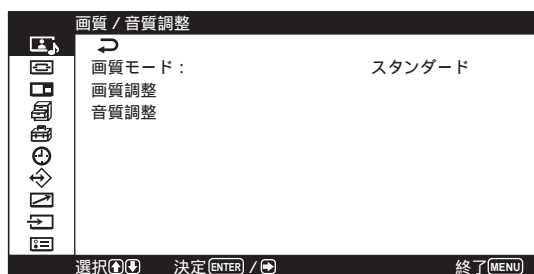 画質 / 音質調整
画質モード： スタンダード
画質調整
音質調整
選択 決定 ENTER / 終了 MENU